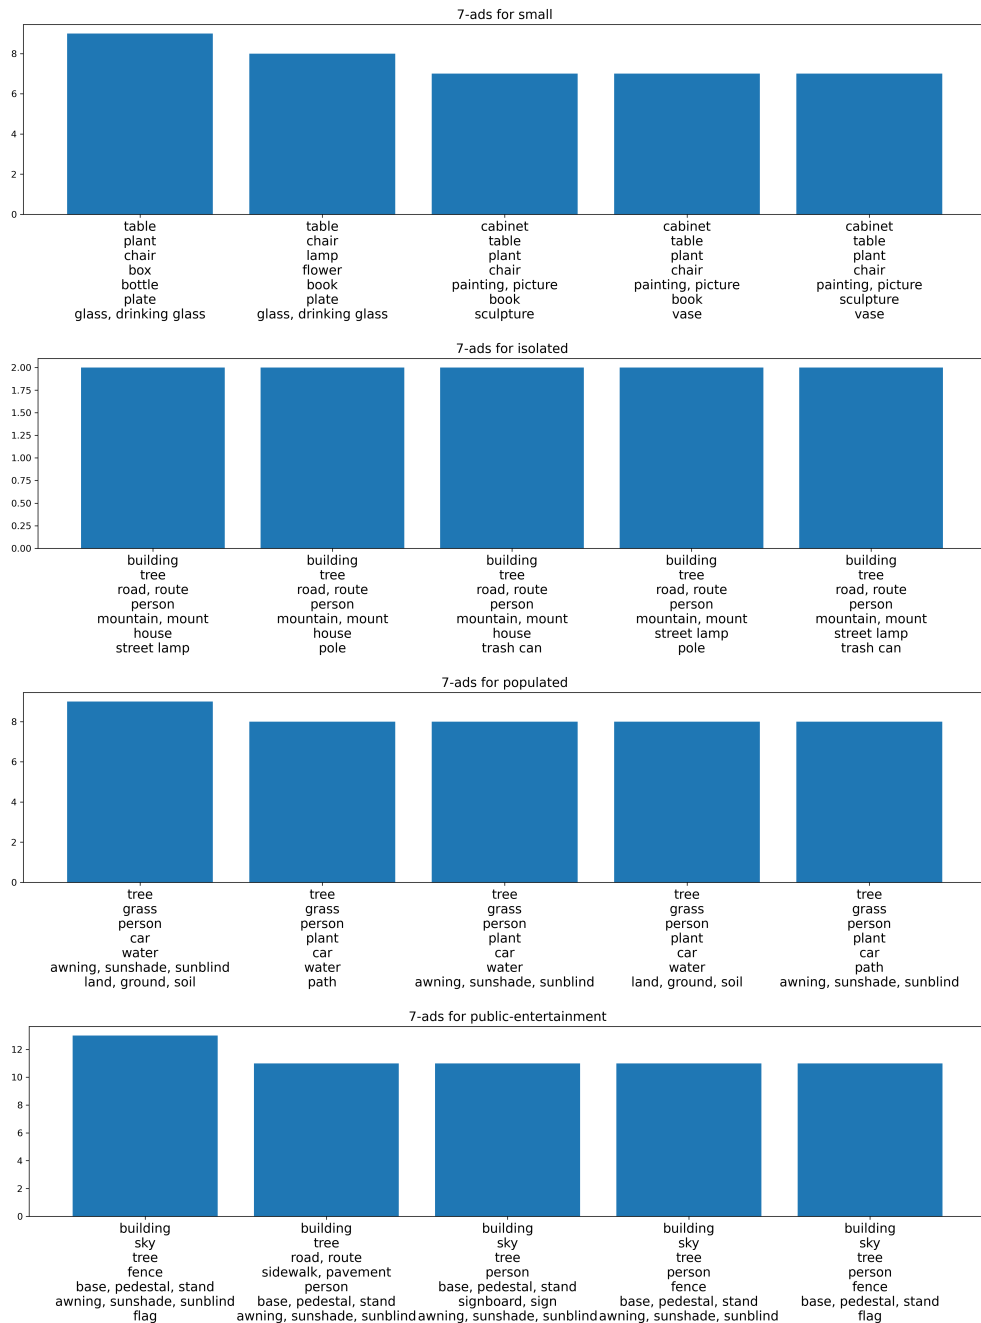 7-ads for small
8
6
4
2
0
table
plant
chair
box
bottle
plate
glass, drinking glass
table
chair
lamp
flower
book
plate
glass, drinking glass
cabinet
table
plant
chair
painting, picture
book
sculpture
cabinet
table
plant
chair
painting, picture
book
vase
cabinet
table
plant
chair
painting, picture
sculpture
vase
7-ads for isolated
2.00
1.75
1.50
1.25
1.00
0.75
0.50
0.25
0.00
building
tree
road, route
person
mountain, mount
house
street lamp
building
tree
road, route
person
mountain, mount
house
pole
building
tree
road, route
person
mountain, mount
house
trash can
building
tree
road, route
person
mountain, mount
street lamp
pole
building
tree
road, route
person
mountain, mount
street lamp
trash can
7-ads for populated
8
6
4
2
0
tree
grass
person
car
water
awning, sunshade, sunblind
land, ground, soil
tree
grass
person
plant
car
water
path
tree
grass
person
plant
car
water
awning, sunshade, sunblind
tree
grass
person
plant
car
water
land, ground, soil
tree
grass
person
plant
car
path
awning, sunshade, sunblind
7-ads for public-entertainment
12
10
8
6
4
2
0
building
sky
tree
fence
base, pedestal, stand
awning, sunshade, sunblind
flag
building
tree
road, route
sidewalk, pavement
person
base, pedestal, stand
awning, sunshade, sunblind
building
sky
tree
person
base, pedestal, stand
signboard, sign
awning, sunshade, sunblind
building
sky
tree
person
fence
base, pedestal, stand
awning, sunshade, sunblind
building
sky
tree
person
fence
base, pedestal, stand
flag